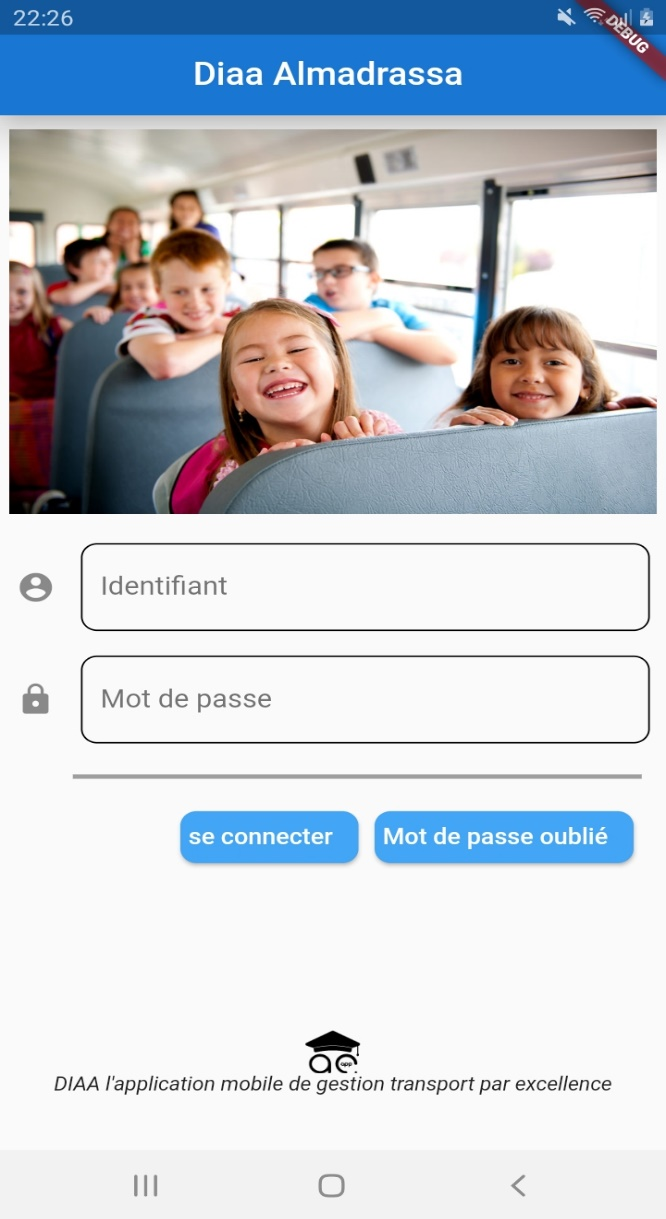 22:26
DEBUG
Diaa Almadrassa
Identifiant
Mot de passe
se connecter
Mot de passe oublié
app
DIAA l'application mobile de gestion transport par excellence